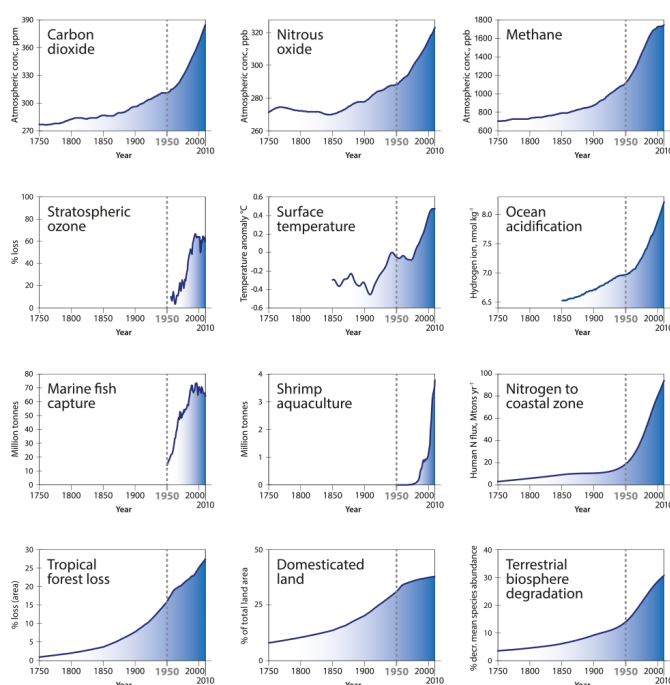 Carbon
dioxide
Atmospheric conc., ppm
390
360
330
300
270
1750 1800 1850 1900 1950 2000
2010
Year
Nitrous
oxide
Atmospheric conc., ppb
320
300
280
260
1750 1800 1850 1900 1950 2000
2010
Year
Methane
Atmospheric conc., ppb
1800
1600
1400
1200
1000
800
600
1750 1800 1850 1900 1950 2000
2010
Year
Stratospheric
ozone
% loss
100
80
60
40
20
0
1750 1800 1850 1900 1950 2000
2010
Year
Surface
temperature
Temperature anomaly °C
0.6
0.4
0.2
0
-0.2
-0.4
-0.6
1750 1800 1850 1900 1950 2000
2010
Year
Ocean
acidification
Hydrogen ion, nmol kg⁻¹
8.0
7.5
7.0
6.5
1750 1800 1850 1900 1950 2000
2010
Year
Marine fish
capture
Million tonnes
80
70
60
50
40
30
20
10
0
1750 1800 1850 1900 1950 2000
2010
Year
Shrimp
aquaculture
Million tonnes
4
3
2
1
0
1750 1800 1850 1900 1950 2000
2010
Year
Nitrogen to
coastal zone
Human N flux, Mtons yr⁻¹
100
80
60
40
20
0
1750 1800 1850 1900 1950 2000
2010
Year
Tropical
forest loss
% loss (area)
30
25
20
15
10
5
0
1750 1800 1850 1900 1950 2000
2010
Year
Domesticated
land
% of total land area
50
25
0
1750 1800 1850 1900 1950 2000
2010
Year
Terrestrial
biosphere
degradation
% decr. mean species abundance
40
30
20
10
0
1750 1800 1850 1900 1950 2000
2010
Year